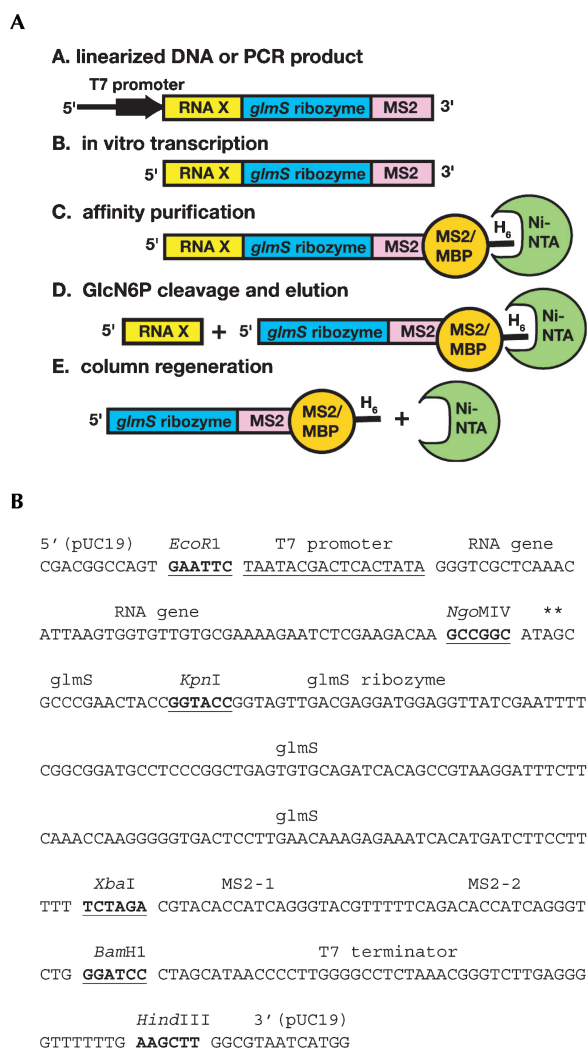 A
A. linearized DNA or PCR product
T7 promoter
5' RNA X glmS ribozyme MS2 3'
B. in vitro transcription
5' RNA X glmS ribozyme MS2 3'
C. affinity purification
5' RNA X glmS ribozyme MS2 MS2/MBP H6 Ni-NTA
D. GlcN6P cleavage and elution
5' RNA X + 5' glmS ribozyme MS2 MS2/MBP H6 Ni-NTA
E. column regeneration
5' glmS ribozyme MS2 MS2/MBP H6 + Ni-NTA
B
5’(pUC19) EcoR1 T7 promoter RNA gene
CGACGGCCAGT GAATTC TAATACGACTCACTATA GGGTCGCTCAAAC
RNA gene NgoMIV **
ATTAAGTGGTGTTGTGCGAAAAGAATCTCGAAGACAA GCCGGC ATAGC
glmS KpnI glmS ribozyme
GCCCGAACTACCGGTACCGGTAGTTGACGAGGATGGAGGTTATCGAATTTT
glmS
CGGCGGATGCCTCCCGGCTGAGTGTGCAGATCACAGCCGTAAGGATTTCTT
glmS
CAAACCAAGGGGGTGACTCCTTGAACAAAGAGAAATCACATGATCTTCCTT
XbaI MS2-1 MS2-2
TTT TCTAGA CGTACACCATCAGGGTACGTTTTTCAGACACCATCAGGGT
BamH1 T7 terminator
CTG GGATCC CTAGCATAACCCCTTGGGGCCTCTAAACGGGTCTTGAGGG
HindIII 3’(pUC19)
GTTTTTTG AAGCTT GGCGTAATCATGG